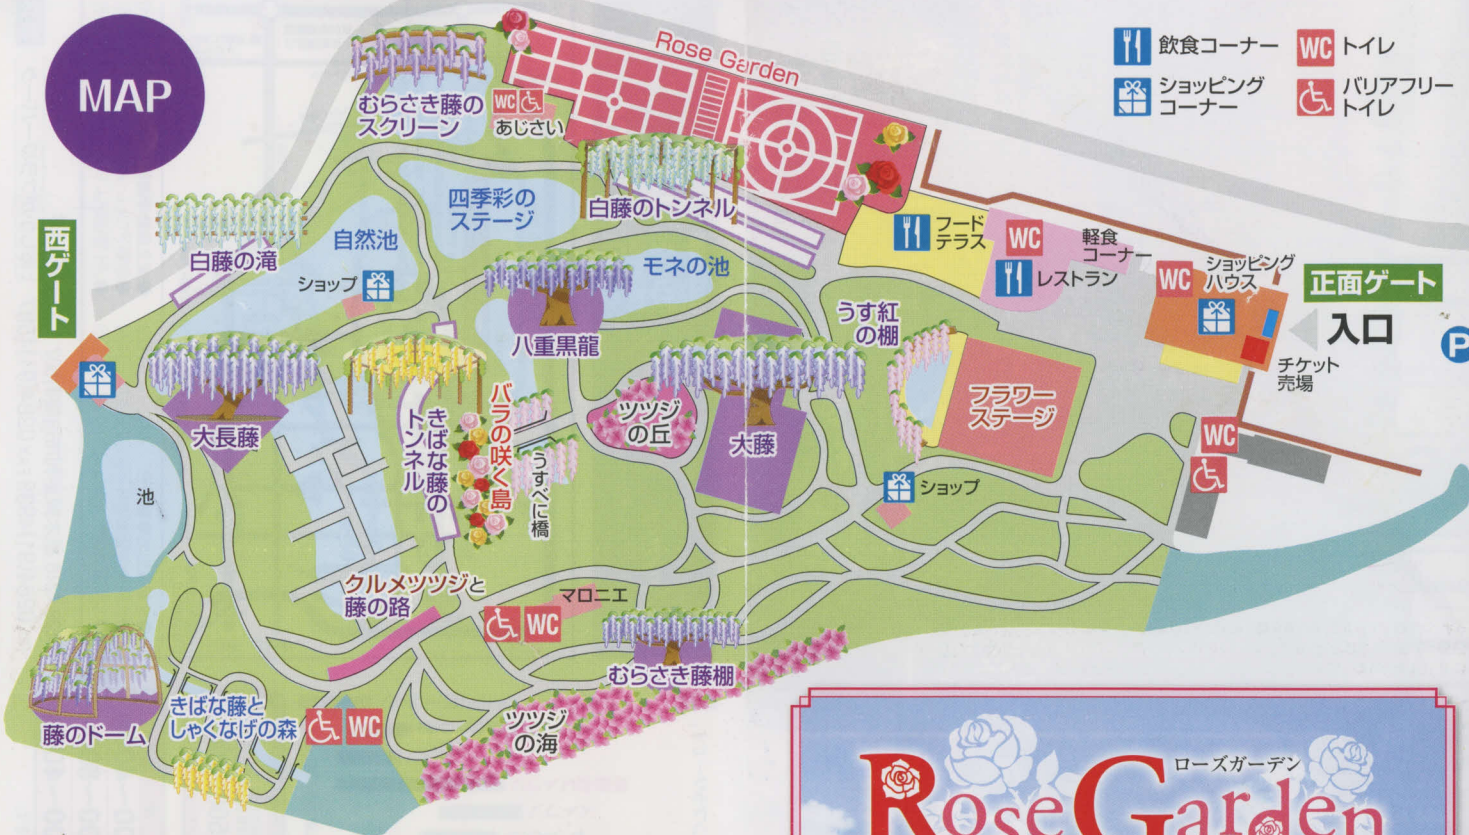 MAP
Rose Garden
飲食コーナー
WC トイレ
ショッピング
コーナー
バリアフリー
トイレ
むらさき藤の
スクリーン
WC
あじさい
四季彩の
ステージ
白藤のトンネル
フード
テラス
WC
軽食
コーナー
レストラン
WC
ショッピング
ハウス
正面ゲート
入口
P
チケット
売場
西ゲート
白藤の滝
自然池
ショップ
モネの池
八重黒龍
うす紅
の棚
フラワー
ステージ
大長藤
きばな藤の
トンネル
バラの咲く島
うすべに橋
ツツジ
の丘
大藤
WC
ショップ
池
クルメツツジと
藤の路
WC
マロニエ
むらさき藤棚
藤のドーム
きばな藤と
しゃくなげの森
WC
ツツジ
の海
ローズガーデン
Rose Garden